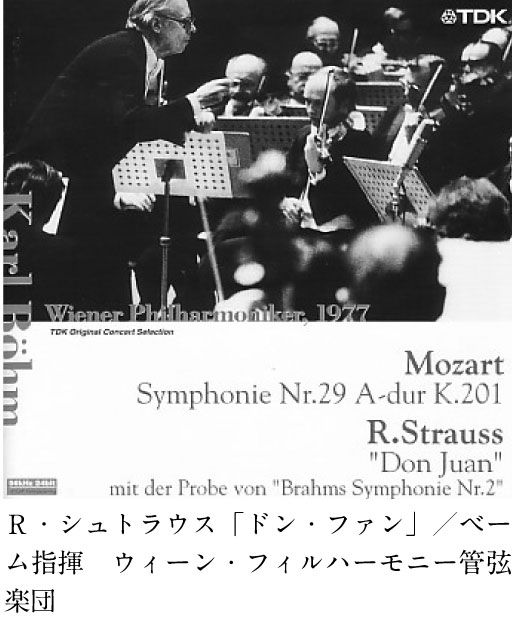 TDK
Karl Böhm
Wiener Philharmoniker, 1977
TDK Original Concert Selection
Mozart
Symphonie Nr.29 A-dur K.201
R.Strauss
"Don Juan"
mit der Probe von "Brahms Symphonie Nr.2"
Ｒ・シュトラウス「ドン・ファン」／ベー
ム指揮　ウィーン・フィルハーモニー管弦
楽団